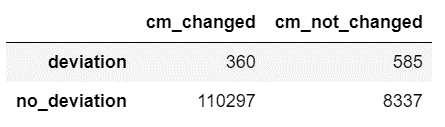 cm_changed cm_not_changed
deviation 360 585
no_deviation 110297 8337